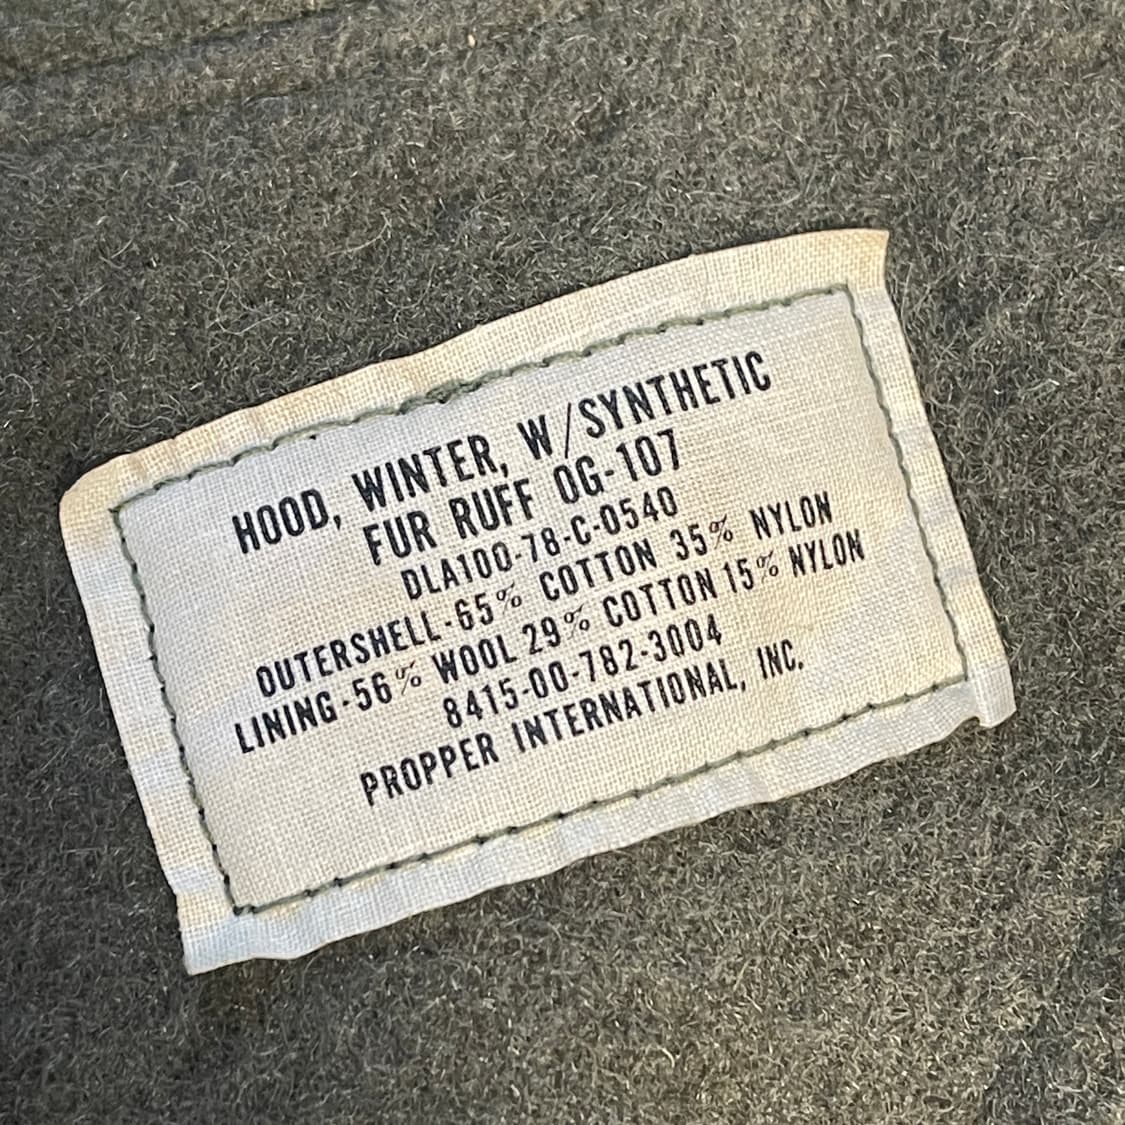 HOOD, WINTER, W/SYNTHETIC
FUR RUFF OG-107
DLA100-78-C-0540
OUTERSHELL-65% COTTON 35% NYLON
LINING-56% WOOL 29% COTTON 15% NYLON
8415-00-782-3004
PROPPER INTERNATIONAL, INC.